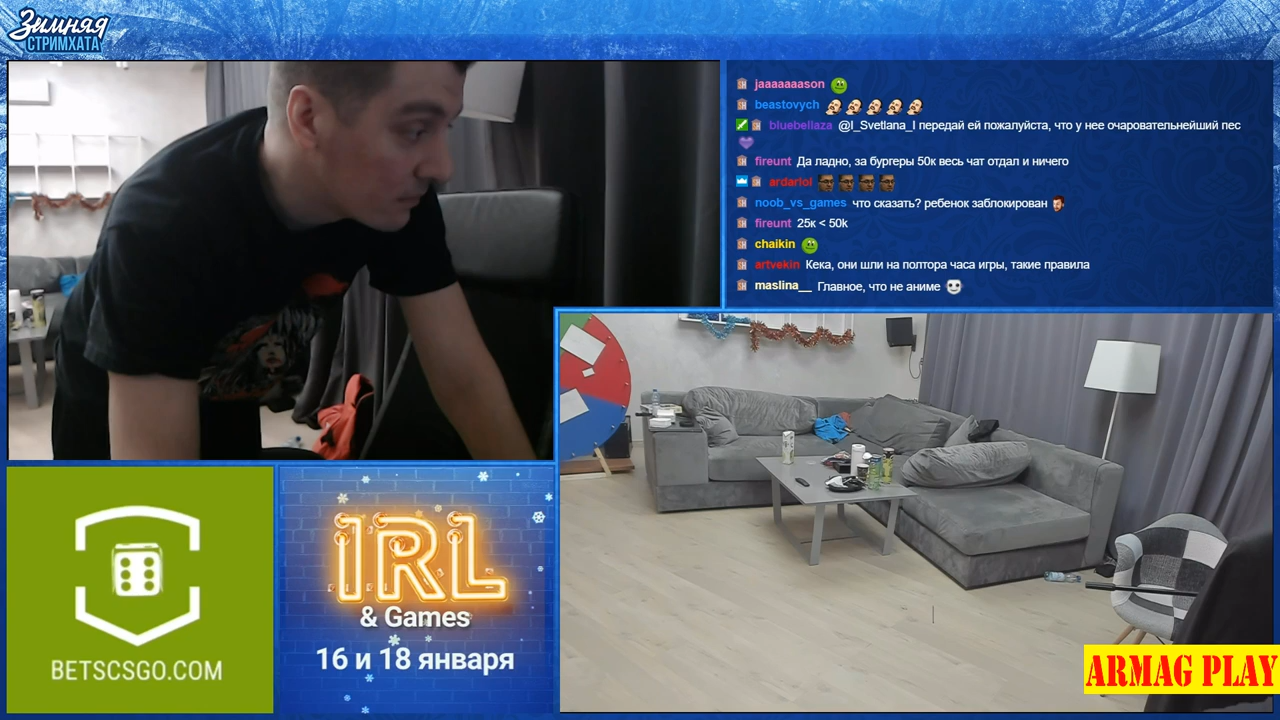 Зимняя
СТРИМХАТА
jaaaaaaason
beastovych
bluebellaza @I_Svetlana_I передай ей пожалуйста, что у нее очаровательнейший пес
fireunt Да ладно, за бургеры 50к весь чат отдал и ничего
ardariol
noob_vs_games что сказать? ребенок заблокирован
fireunt 25к < 50k
chaikin
artvekin Кека, они шли на полтора часа игры, такие правила
maslina__ Главное, что не аниме
BETSCSGO.COM
IRL
& Games
16 и 18 января
ARMAG PLAY